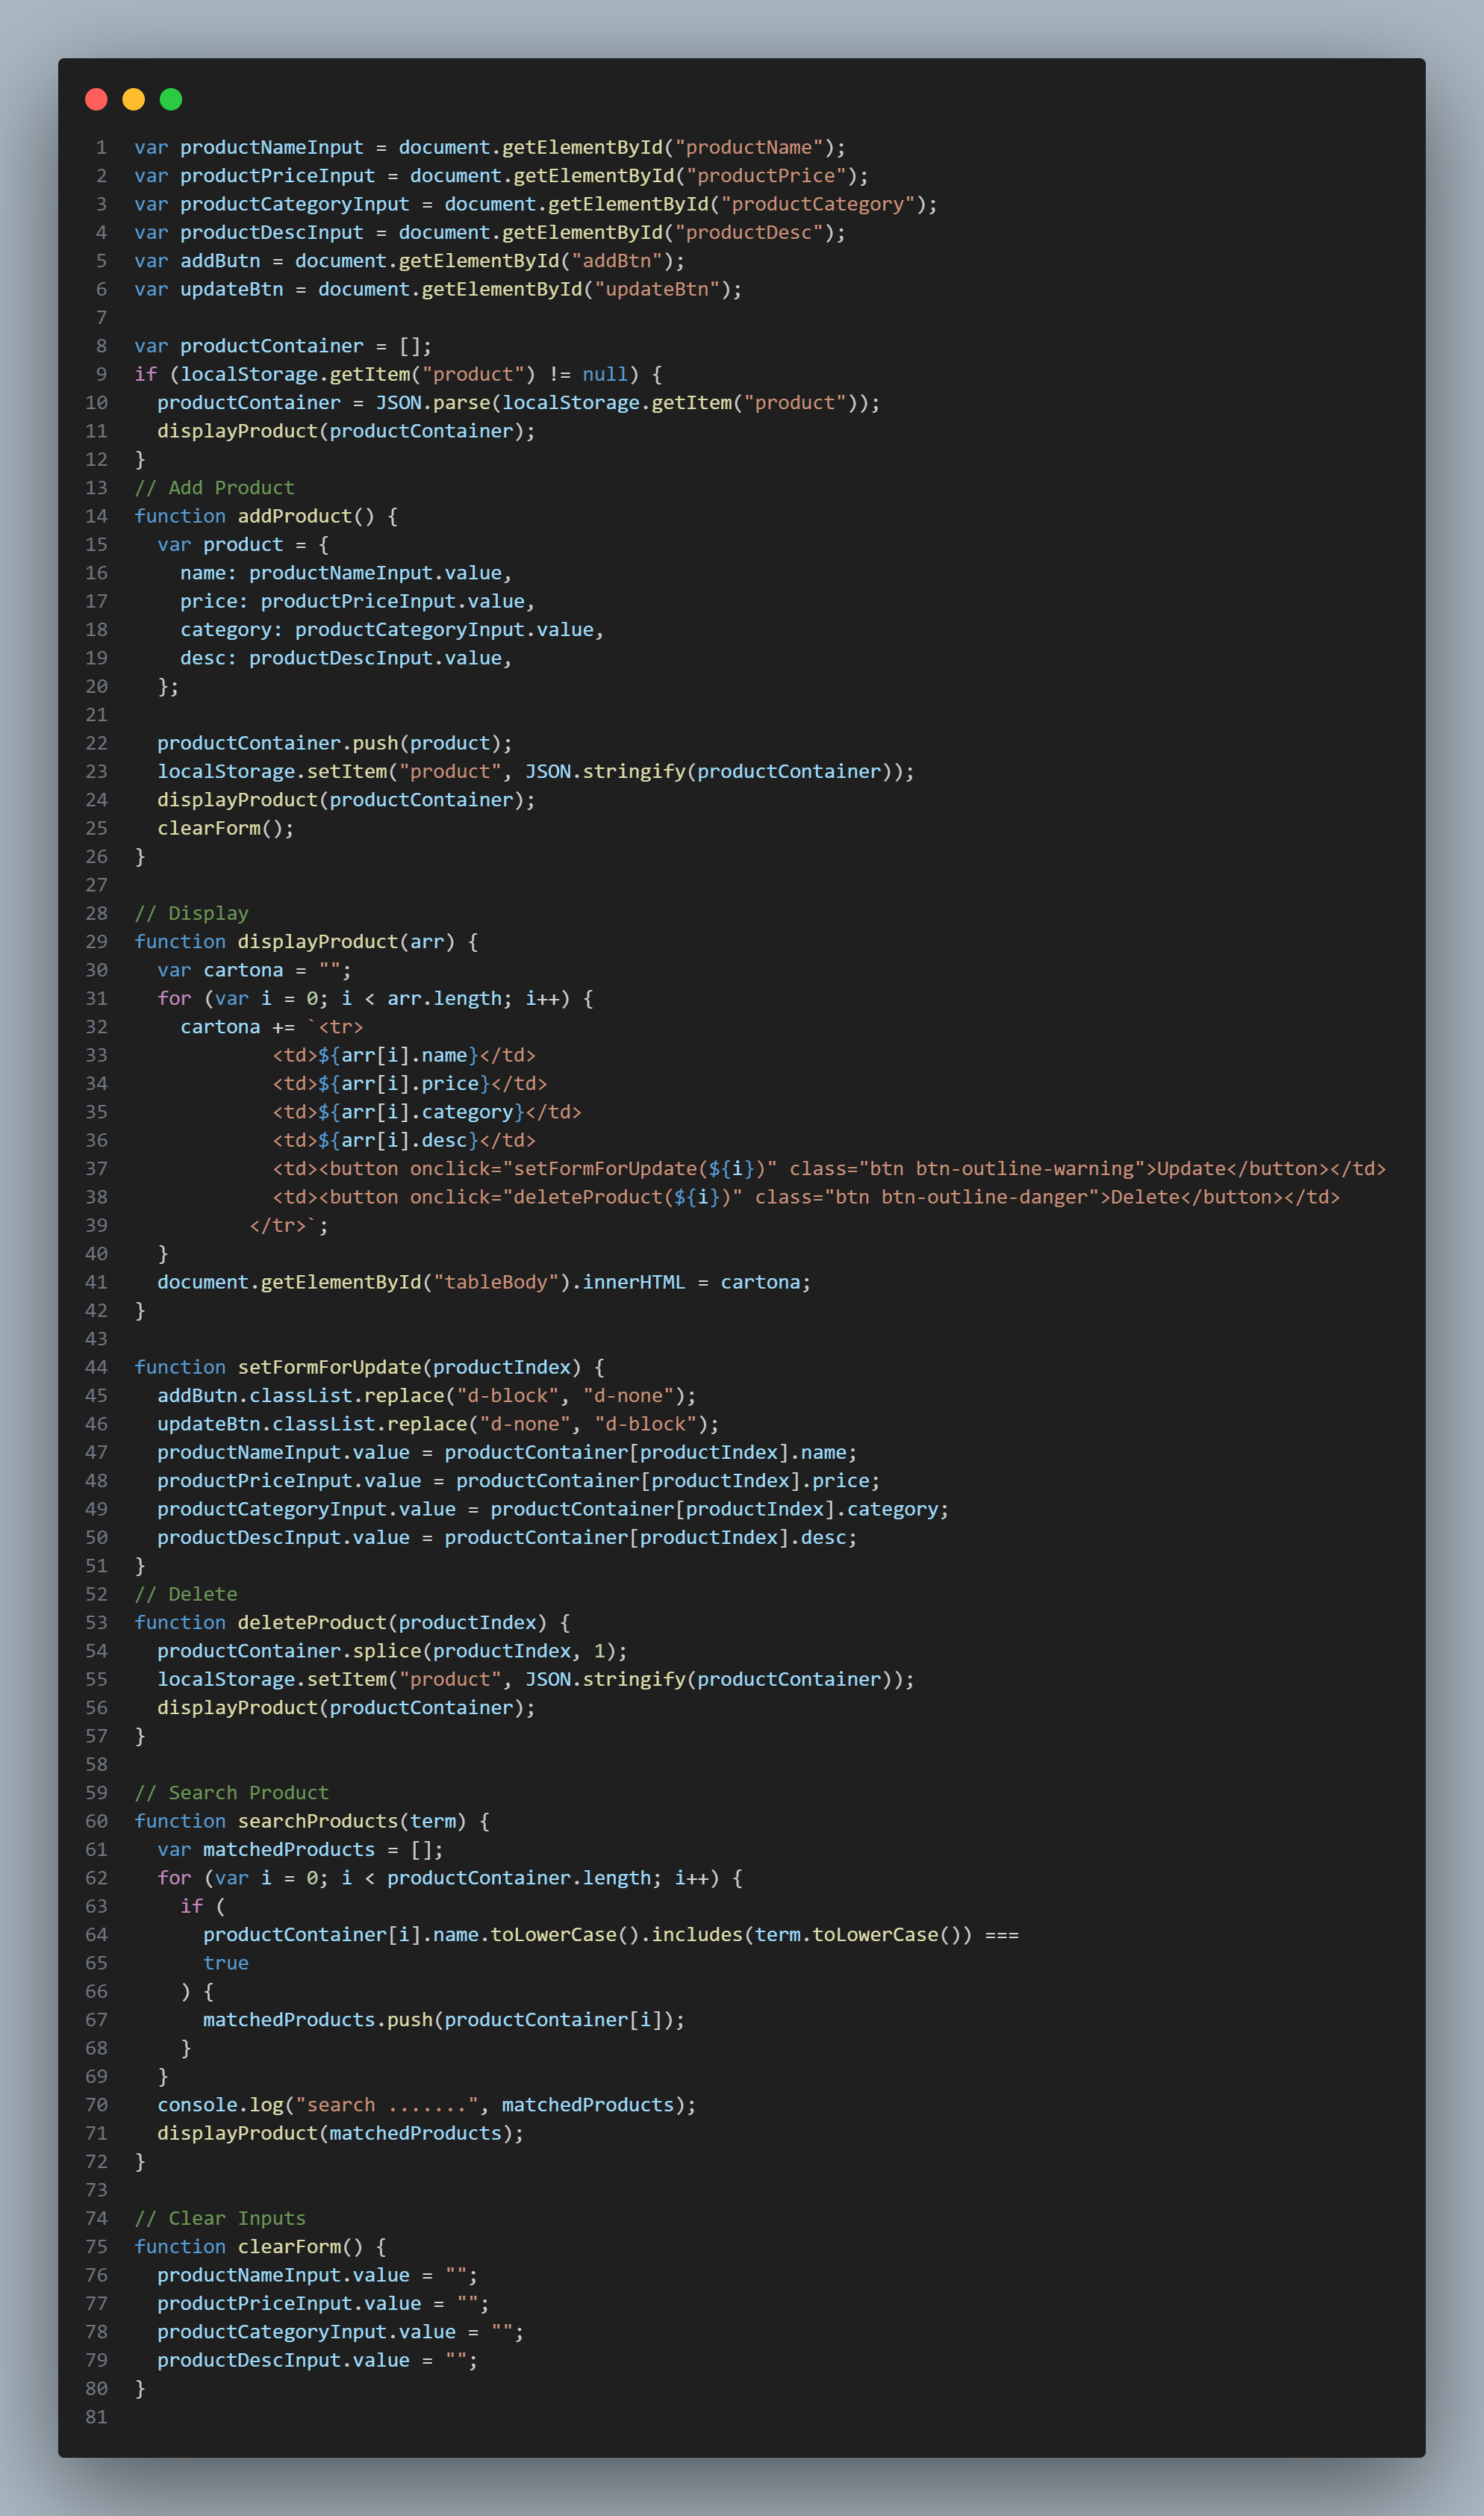 1 var productNameInput = document.getElementById("productName");
2 var productPriceInput = document.getElementById("productPrice");
3 var productCategoryInput = document.getElementById("productCategory");
4 var productDescInput = document.getElementById("productDesc");
5 var addButn = document.getElementById("addBtn");
6 var updateBtn = document.getElementById("updateBtn");
7
8 var productContainer = [];
9 if (localStorage.getItem("product") != null) {
10   productContainer = JSON.parse(localStorage.getItem("product"));
11   displayProduct(productContainer);
12 }
13 // Add Product
14 function addProduct() {
15   var product = {
16     name: productNameInput.value,
17     price: productPriceInput.value,
18     category: productCategoryInput.value,
19     desc: productDescInput.value,
20   };
21
22   productContainer.push(product);
23   localStorage.setItem("product", JSON.stringify(productContainer));
24   displayProduct(productContainer);
25   clearForm();
26 }
27
28 // Display
29 function displayProduct(arr) {
30   var cartona = "";
31   for (var i = 0; i < arr.length; i++) {
32     cartona += `<tr>
33             <td>${arr[i].name}</td>
34             <td>${arr[i].price}</td>
35             <td>${arr[i].category}</td>
36             <td>${arr[i].desc}</td>
37             <td><button onclick="setFormForUpdate(${i})" class="btn btn-outline-warning">Update</button></td>
38             <td><button onclick="deleteProduct(${i})" class="btn btn-outline-danger">Delete</button></td>
39           </tr>`;
40   }
41   document.getElementById("tableBody").innerHTML = cartona;
42 }
43
44 function setFormForUpdate(productIndex) {
45   addButn.classList.replace("d-block", "d-none");
46   updateBtn.classList.replace("d-none", "d-block");
47   productNameInput.value = productContainer[productIndex].name;
48   productPriceInput.value = productContainer[productIndex].price;
49   productCategoryInput.value = productContainer[productIndex].category;
50   productDescInput.value = productContainer[productIndex].desc;
51 }
52 // Delete
53 function deleteProduct(productIndex) {
54   productContainer.splice(productIndex, 1);
55   localStorage.setItem("product", JSON.stringify(productContainer));
56   displayProduct(productContainer);
57 }
58
59 // Search Product
60 function searchProducts(term) {
61   var matchedProducts = [];
62   for (var i = 0; i < productContainer.length; i++) {
63     if (
64       productContainer[i].name.toLowerCase().includes(term.toLowerCase()) ===
65       true
66     ) {
67       matchedProducts.push(productContainer[i]);
68     }
69   }
70   console.log("search .......", matchedProducts);
71   displayProduct(matchedProducts);
72 }
73
74 // Clear Inputs
75 function clearForm() {
76   productNameInput.value = "";
77   productPriceInput.value = "";
78   productCategoryInput.value = "";
79   productDescInput.value = "";
80 }
81